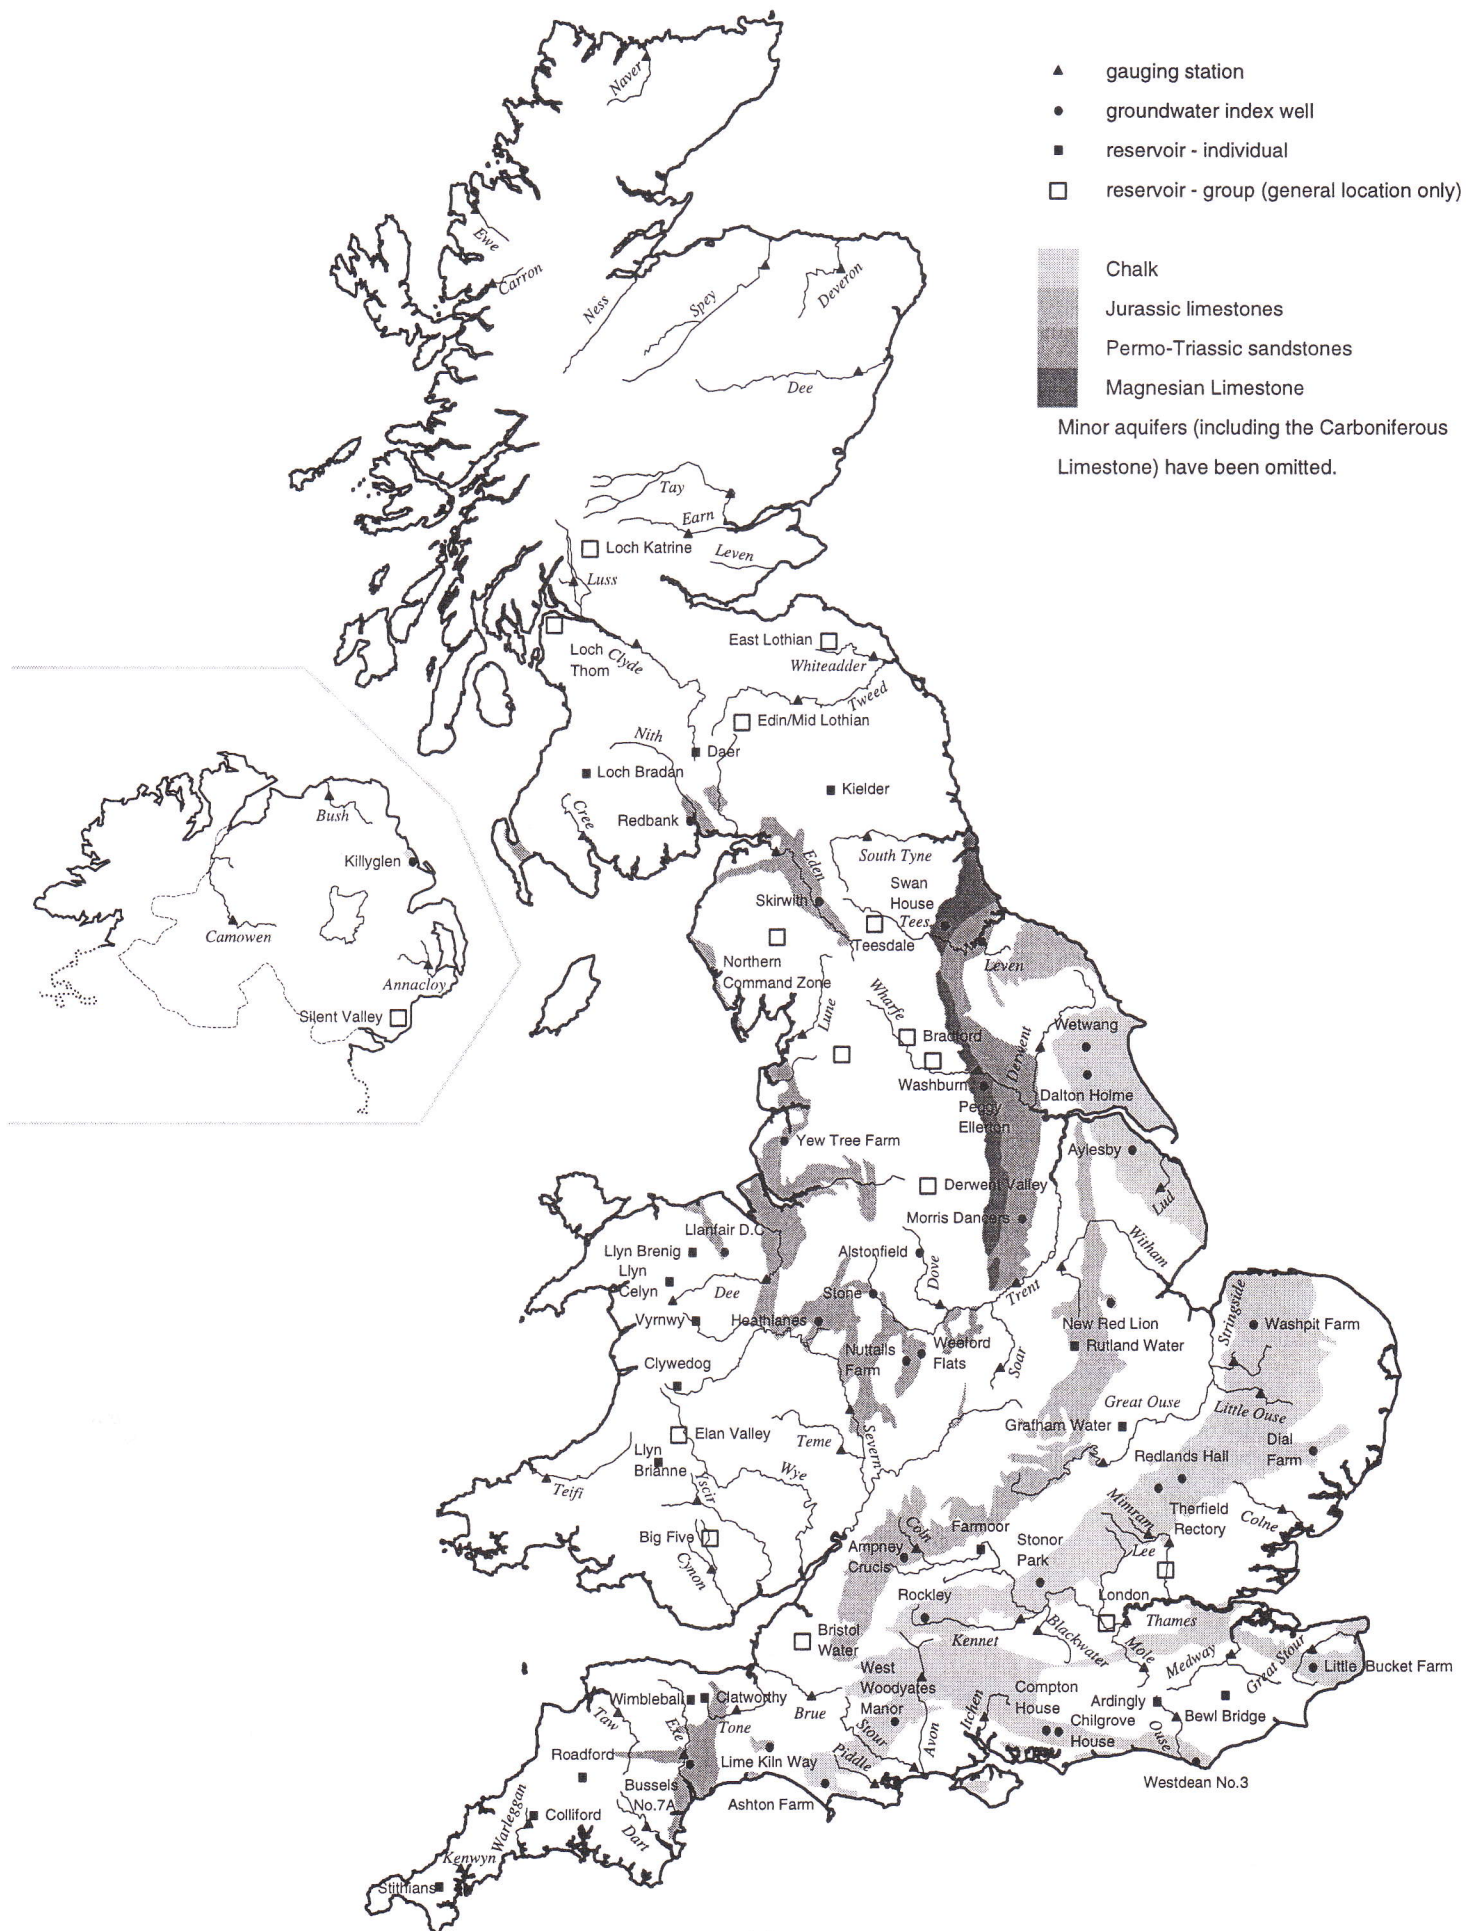 gauging station
groundwater index well
reservoir - individual
reservoir - group (general location only)
Chalk
Jurassic limestones
Permo-Triassic sandstones
Magnesian Limestone
Minor aquifers (including the Carboniferous
Limestone) have been omitted.
Naver
Ewe
Carron
Ness
Spey
Deveron
Dee
Tay
Earn
Loch Katrine
Leven
Luss
East Lothian
Whiteadder
Loch
Thom
Clyde
Tweed
Edin/Mid Lothian
Nith
Daer
Loch Bradan
Kielder
Cree
Redbank
Bush
Killyglen
Camowen
Annacloy
Silent Valley
South Tyne
Eden
Swan
House
Skirwith
Tees
Teesdale
Northern
Command Zone
Leven
Lune
Wharfe
Wetwang
Bradford
Derwent
Washburn
Dalton Holme
Peggy
Ellerton
Yew Tree Farm
Aylesby
Derwent Valley
Lud
Morris Dancers
Llanfair D.C
Witham
Llyn Brenig
Alstonfield
Llyn
Celyn
Dee
Dove
Trent
Stringside
Stone
Vyrnwy
Heathlanes
New Red Lion
Washpit Farm
Weeford
Flats
Nuttalls
Farm
Rutland Water
Soar
Clywedog
Great Ouse
Little Ouse
Grafham Water
Elan Valley
Teme
Severn
Dial
Farm
Llyn
Brianne
Redlands Hall
Wye
Teifi
Yscir
Mimram
Therfield
Rectory
Colne
Big Five
Coln
Farmoor
Stonor
Park
Ampney
Crucis
Lee
Cynon
Rockley
London
Thames
Bristol
Water
Kennet
Blackwater
Mole
Medway
Great Stour
Little Bucket Farm
West
Woodyates
Manor
Compton
House
Wimbleball
Clatworthy
Ardingly
Bewl Bridge
Taw
Exe
Tone
Brue
Itchen
Chilgrove
House
Stour
Avon
Ouse
Roadford
Lime Kiln Way
Piddle
Westdean No.3
Bussels
No.7A
Ashton Farm
Colliford
Warleggan
Dart
Kenwyn
Stithians